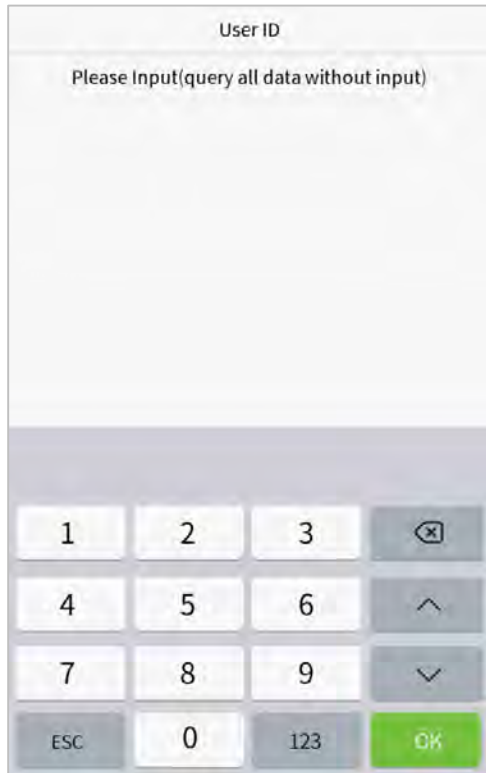 User ID
Please Input(query all data without input)
1 2 3
4 5 6
7 8 9
ESC 0 123 OK